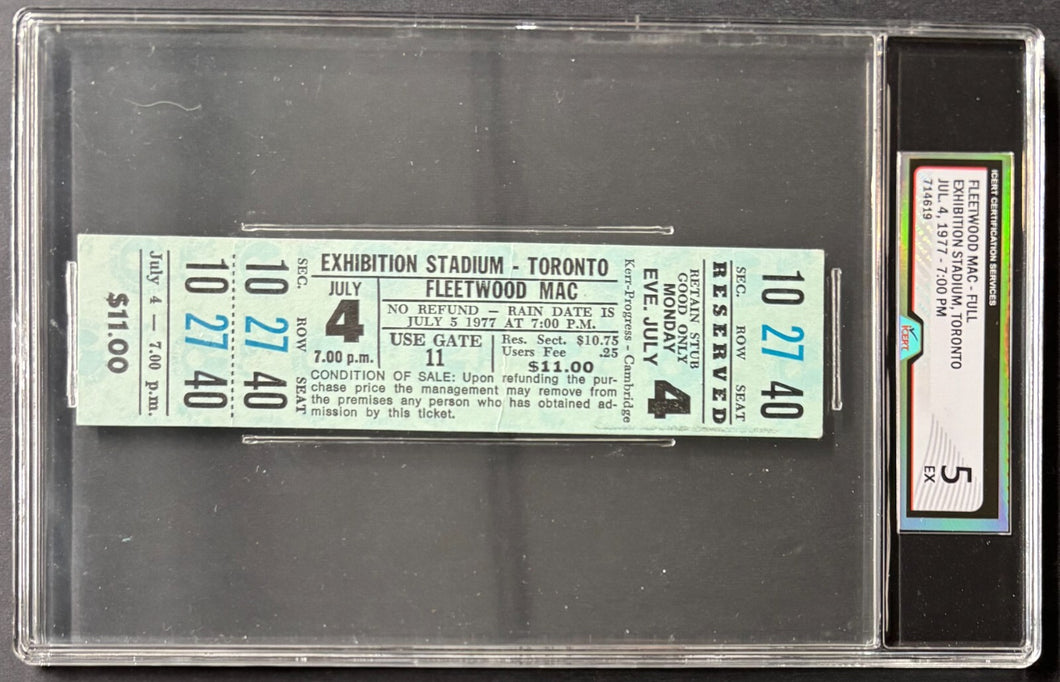 $11.00
July 4 — 7.00 p.m.
10 27 40
SEC. ROW SEAT
10 27 40
EXHIBITION STADIUM - TORONTO
JULY
4
7.00 p.m.
FLEETWOOD MAC
NO REFUND — RAIN DATE IS
JULY 5 1977 AT 7:00 P.M.
USE GATE
11
Res. Sect. $10.75
Users Fee .25
$11.00
CONDITION OF SALE: Upon refunding the pur-
chase price the management may remove from
the premises any person who has obtained ad-
mission by this ticket.
Kerr-Progress - Cambridge
EVE. JULY 4
MONDAY
GOOD ONLY
RETAIN STUB
RESERVED
SEC. ROW SEAT
10 27 40
ICERT CERTIFICATION SERVICES
FLEETWOOD MAC - FULL
EXHIBITION STADIUM, TORONTO
JUL. 4, 1977 - 7:00 PM
714619
ICERT
5
EX